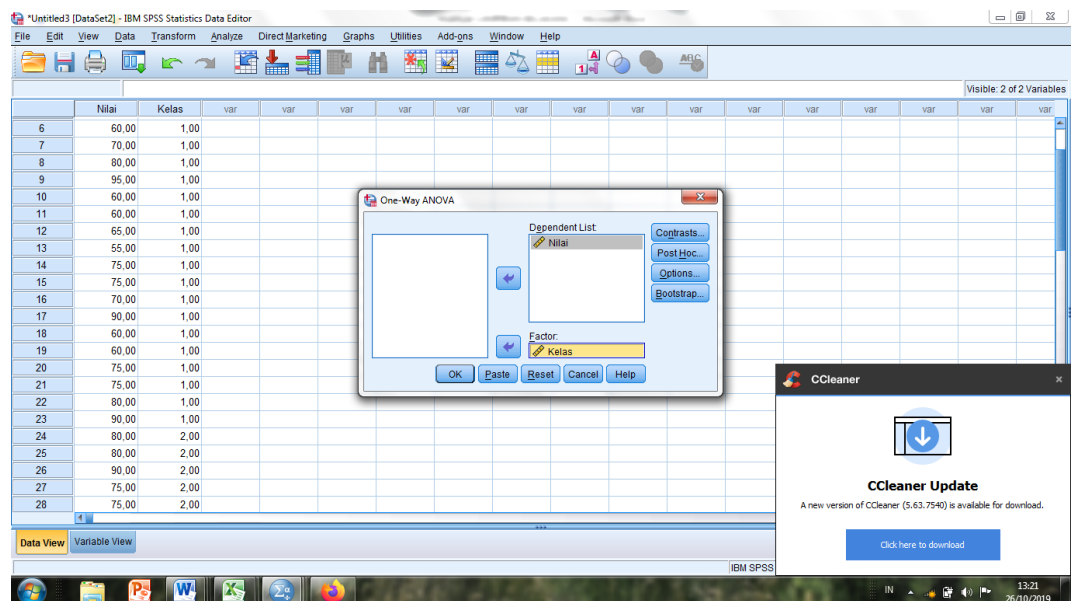 *Untitled3 [DataSet2] - IBM SPSS Statistics Data Editor
File Edit View Data Transform Analyze Direct Marketing Graphs Utilities Add-ons Window Help
Visible: 2 of 2 Variables
Nilai Kelas var var var var var var var var var var var var var
6 60,00 1,00
7 70,00 1,00
8 80,00 1,00
9 95,00 1,00
10 60,00 1,00
11 60,00 1,00
12 65,00 1,00
13 55,00 1,00
14 75,00 1,00
15 75,00 1,00
16 70,00 1,00
17 90,00 1,00
18 60,00 1,00
19 60,00 1,00
20 75,00 1,00
21 75,00 1,00
22 80,00 1,00
23 90,00 1,00
24 80,00 2,00
25 80,00 2,00
26 90,00 2,00
27 75,00 2,00
28 75,00 2,00
One-Way ANOVA
Dependent List:
Nilai
Contrasts...
Post Hoc...
Options...
Bootstrap...
Factor:
Kelas
OK Paste Reset Cancel Help
CCleaner
CCleaner Update
A new version of CCleaner (5.63.7540) is available for download.
Click here to download
Data View Variable View
IBM SPSS
IN
13:21
26/10/2019